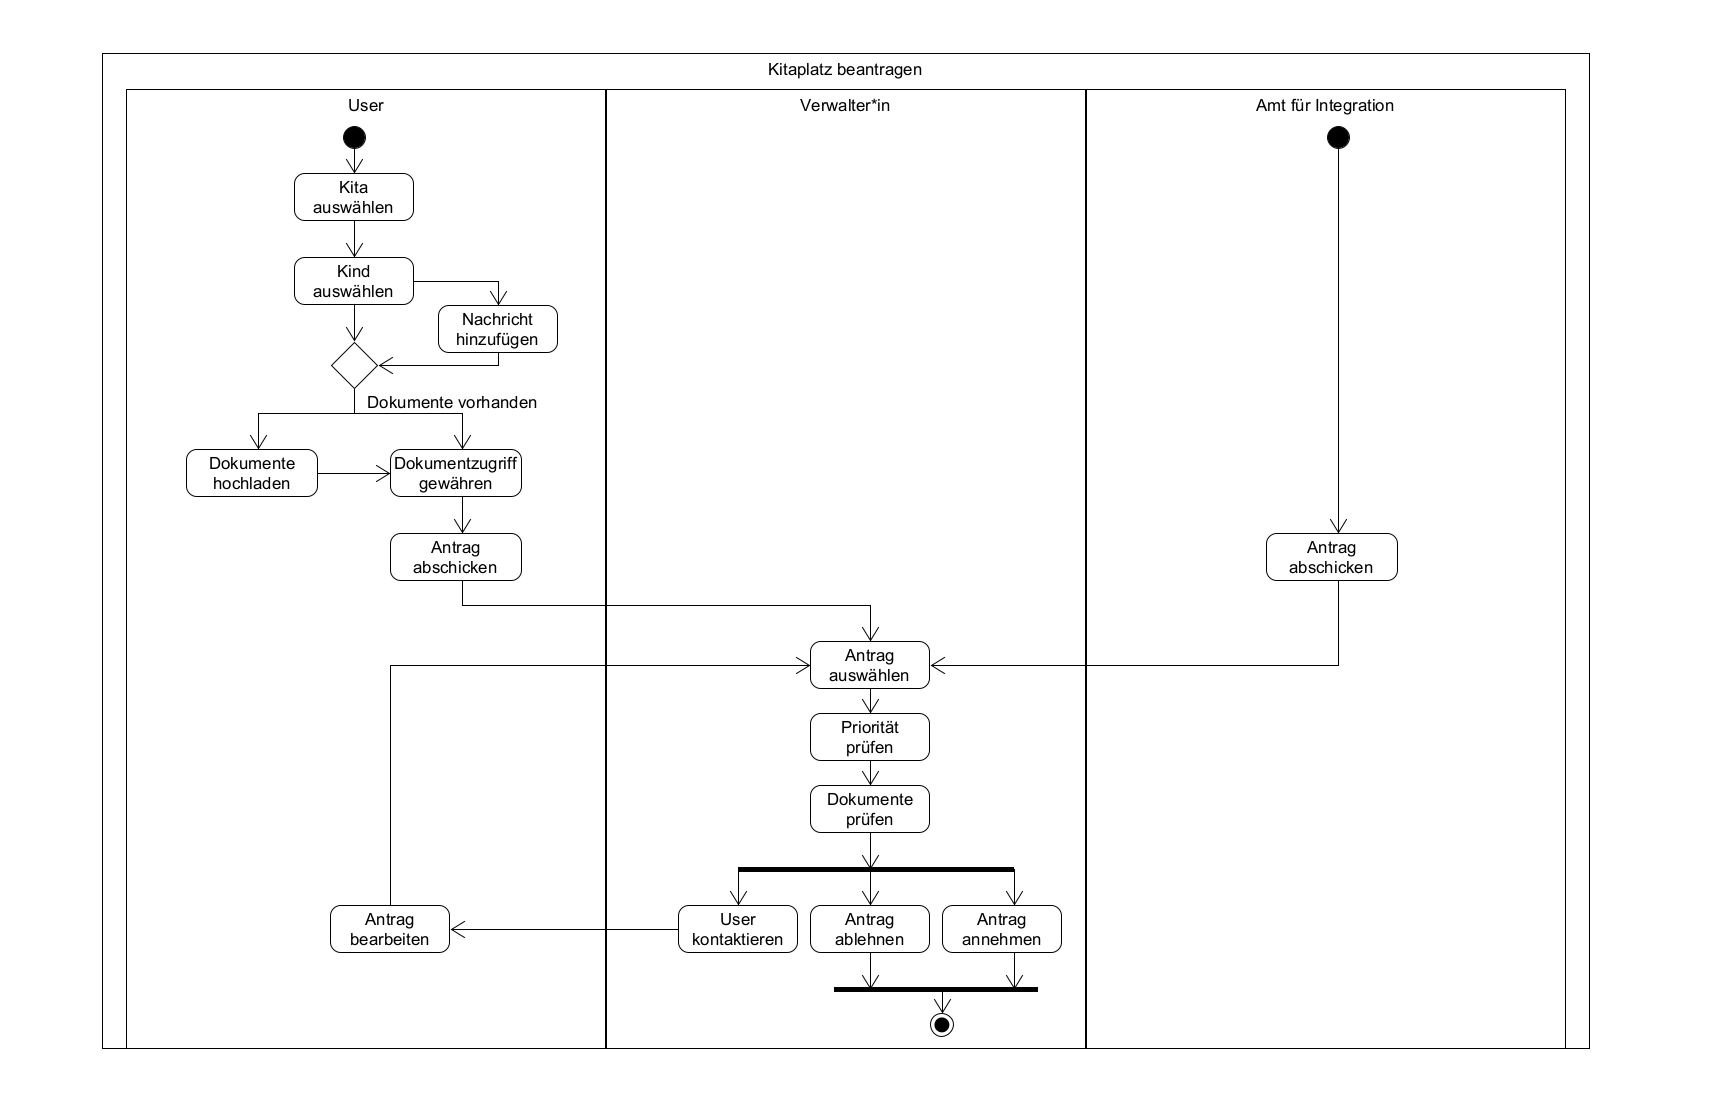 Kitaplatz beantragen
User
Verwalter*in
Amt für Integration
Kita
auswählen
Kind
auswählen
Nachricht
hinzufügen
Dokumente vorhanden
Dokumente
hochladen
Dokumentzugriff
gewähren
Antrag
abschicken
Antrag
abschicken
Antrag
auswählen
Priorität
prüfen
Dokumente
prüfen
Antrag
bearbeiten
User
kontaktieren
Antrag
ablehnen
Antrag
annehmen